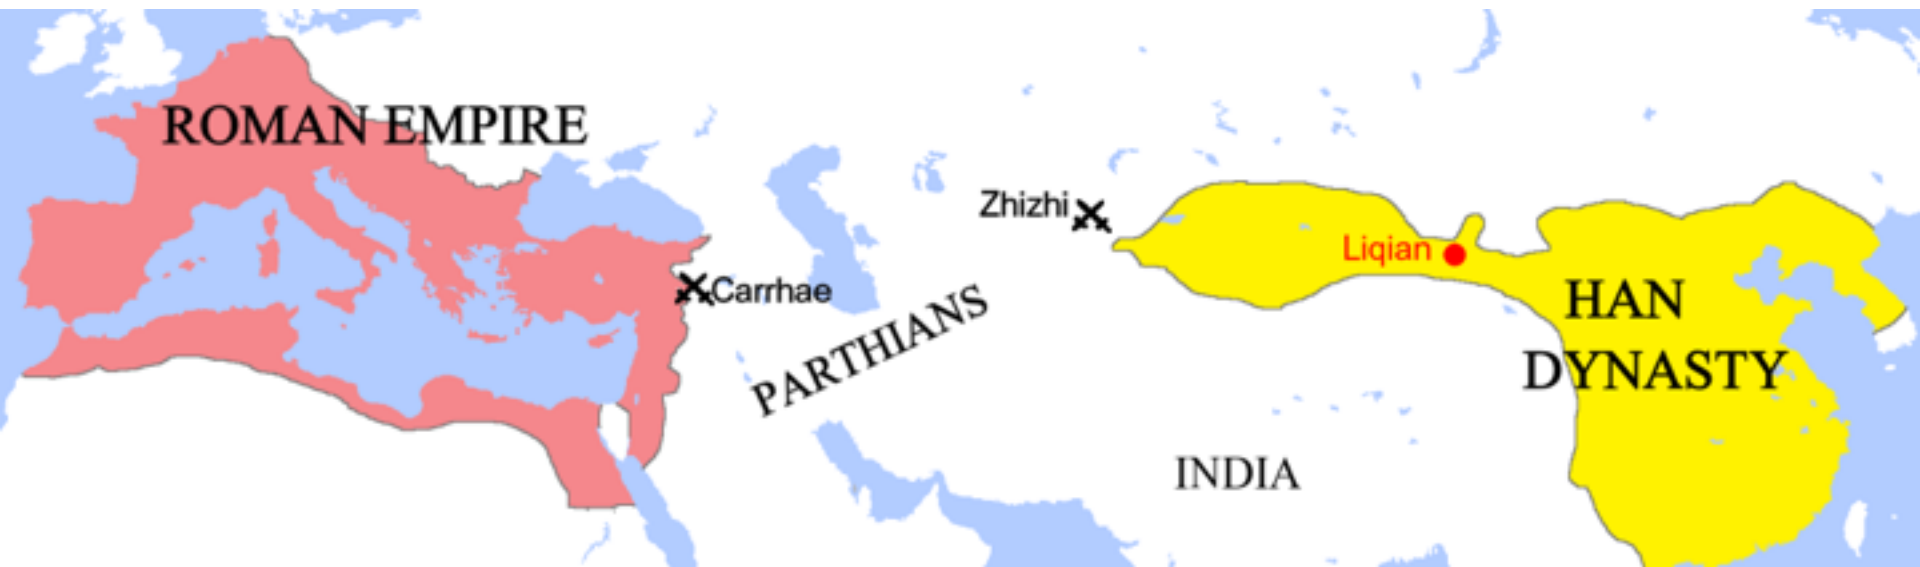 ROMAN EMPIRE
Zhizhi
Liqian
Carrhae
PARTHIANS
HAN
DYNASTY
INDIA